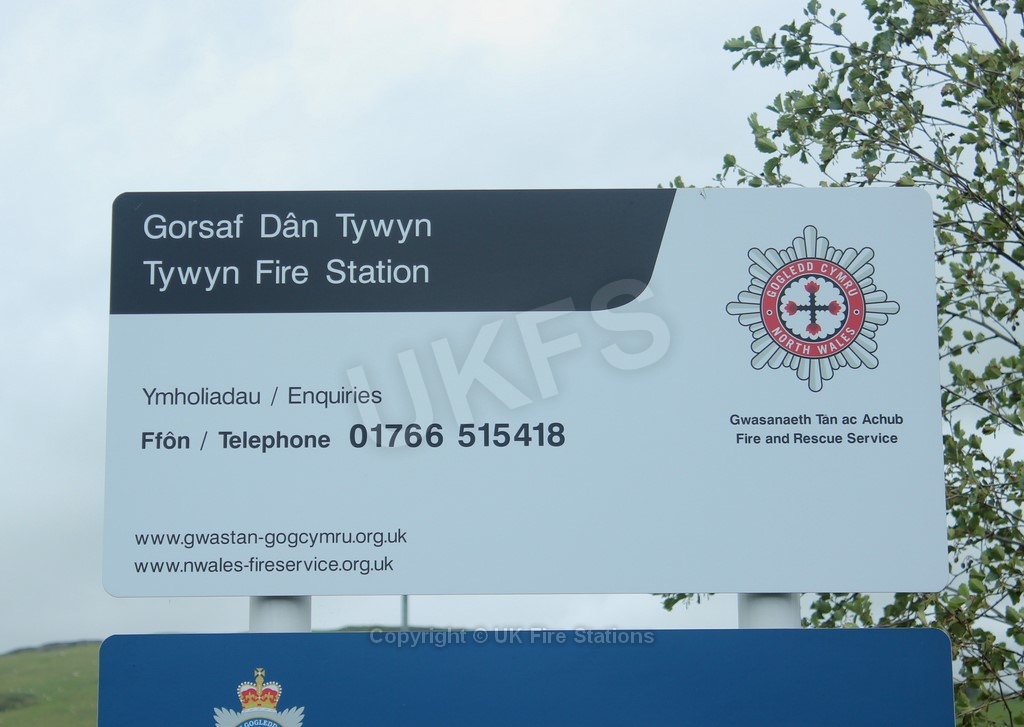 Gorsaf Dân Tywyn
Tywyn Fire Station
GOGLEDD CYMRU
NORTH WALES
UKFS
Ymholiadau / Enquiries
Ffôn / Telephone 01766 515418
Gwasanaeth Tân ac Achub
Fire and Rescue Service
www.gwastan-gogcymru.org.uk
www.nwales-fireservice.org.uk
Copyright © UK Fire Stations
GOGLEDD